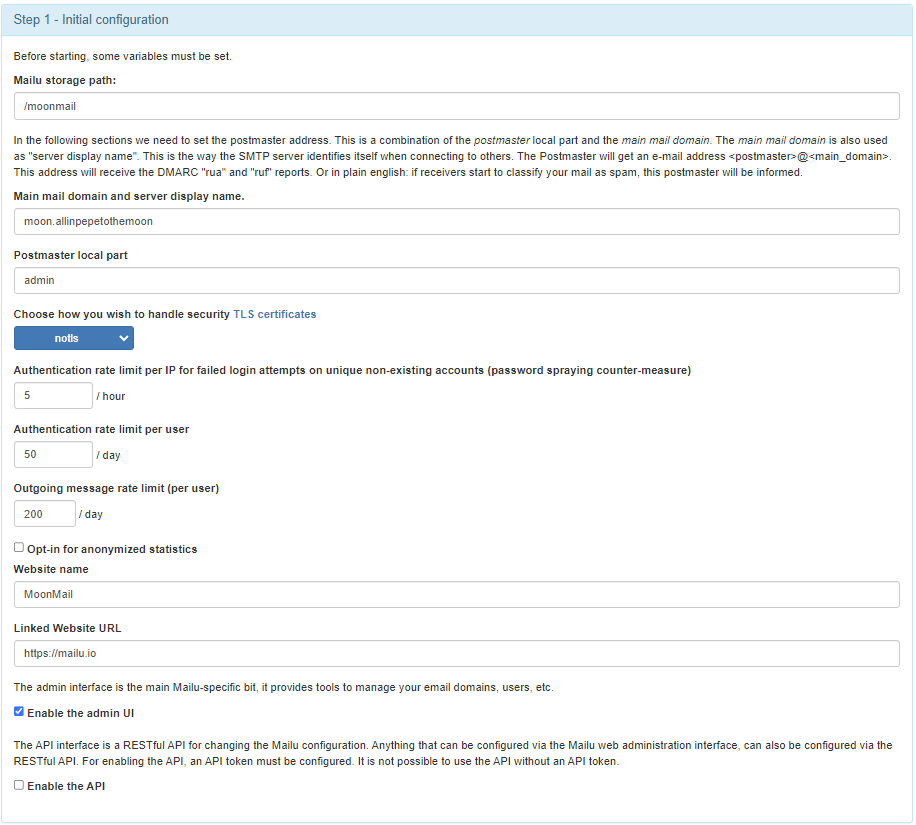 Step 1 - Initial configuration
Before starting, some variables must be set.
Mailu storage path:
/moonmail
In the following sections we need to set the postmaster address. This is a combination of the postmaster local part and the main mail domain. The main mail domain is also used
as "server display name". This is the way the SMTP server identifies itself when connecting to others. The Postmaster will get an e-mail address <postmaster>@<main_domain>.
This address will receive the DMARC "rua" and "ruf" reports. Or in plain english: if receivers start to classify your mail as spam, this postmaster will be informed.
Main mail domain and server display name.
moon.allinpepetothemoon
Postmaster local part
admin
Choose how you wish to handle security TLS certificates
notls
Authentication rate limit per IP for failed login attempts on unique non-existing accounts (password spraying counter-measure)
5 / hour
Authentication rate limit per user
50 / day
Outgoing message rate limit (per user)
200 / day
Opt-in for anonymized statistics
Website name
MoonMail
Linked Website URL
https://mailu.io
The admin interface is the main Mailu-specific bit, it provides tools to manage your email domains, users, etc.
Enable the admin UI
The API interface is a RESTful API for changing the Mailu configuration. Anything that can be configured via the Mailu web administration interface, can also be configured via the
RESTful API. For enabling the API, an API token must be configured. It is not possible to use the API without an API token.
Enable the API